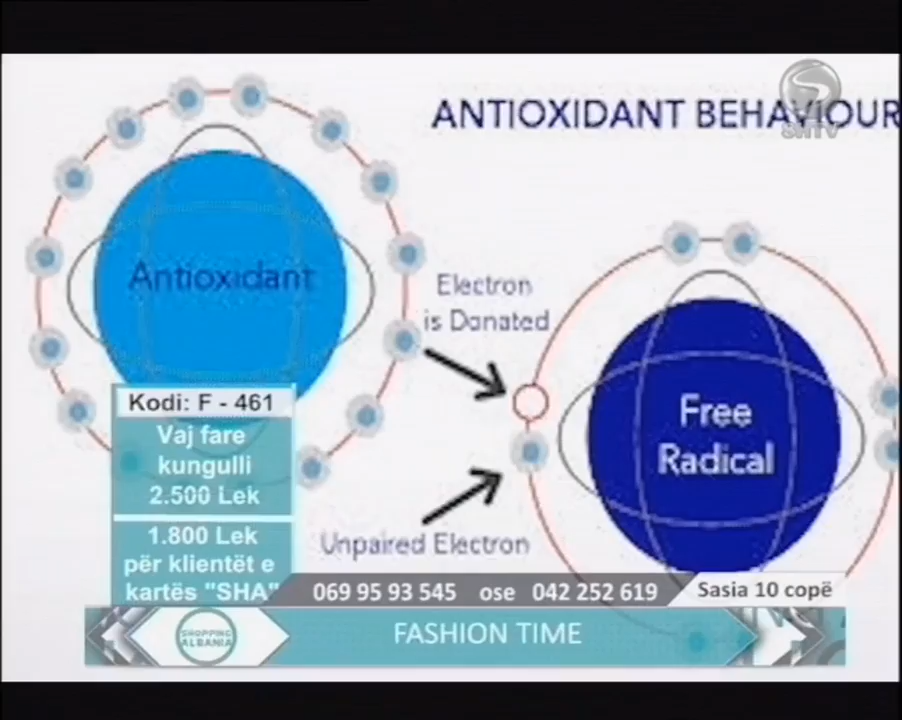 ANTIOXIDANT BEHAVIOUR
SHTV
Antioxidant
Electron
is Donated
Free
Radical
Unpaired Electron
Kodi: F - 461
Vaj fare
kungulli
2.500 Lek
1.800 Lek
për klientët e
kartës "SHA"
069 95 93 545 ose 042 252 619
Sasia 10 copë
SHOPPING
ALBANIA
FASHION TIME